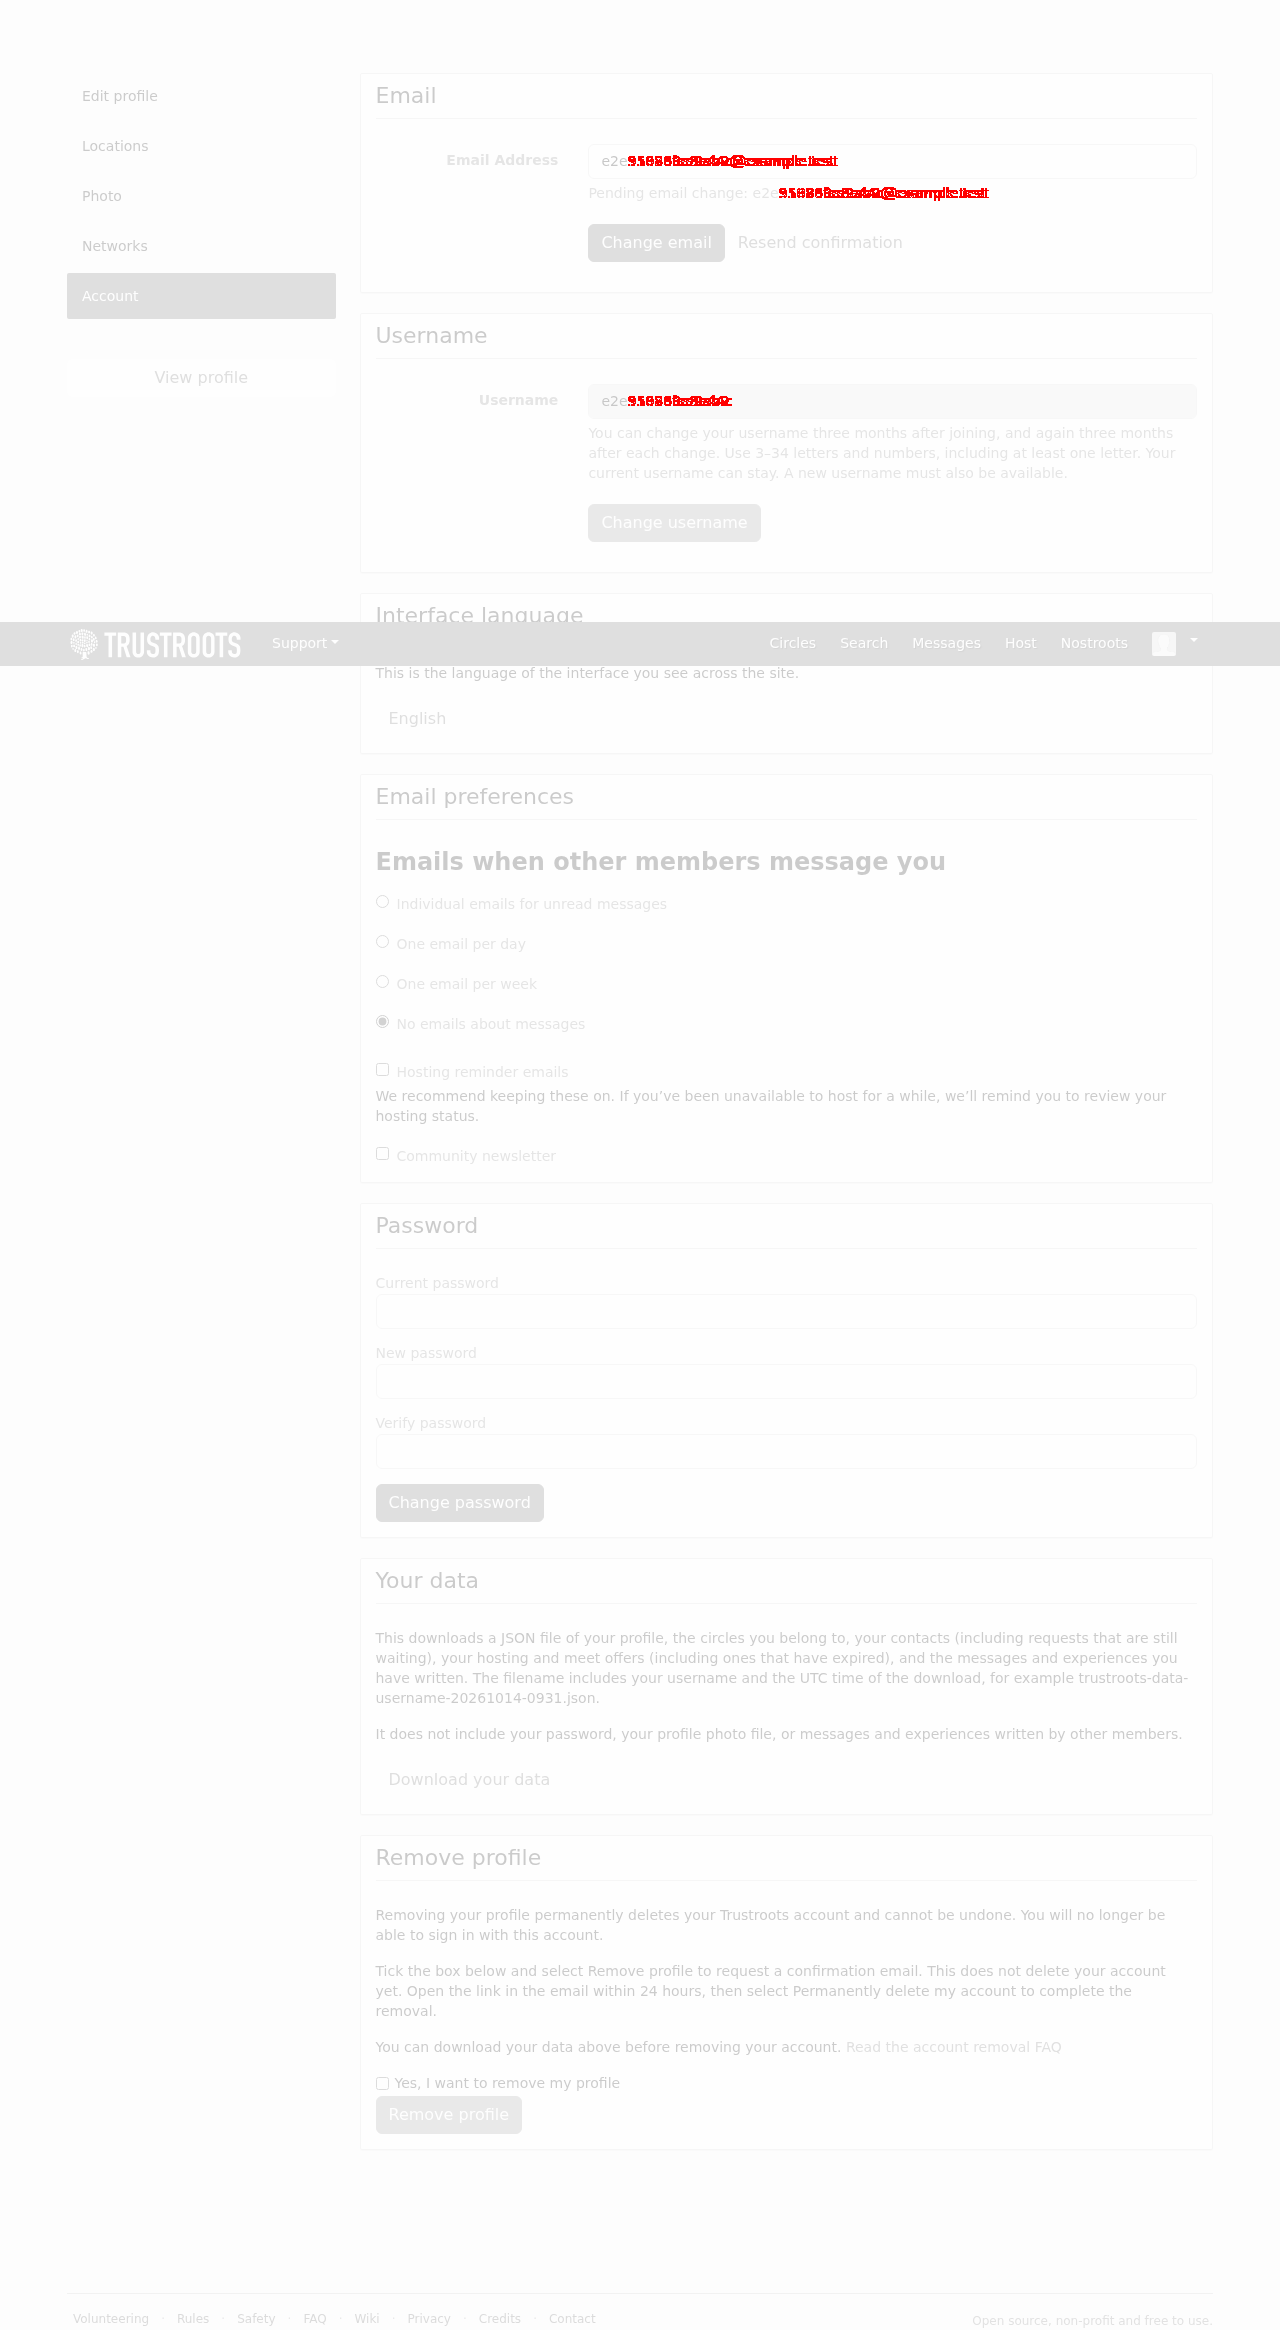 Edit profile
Locations
Photo
Networks
Account
View profile
Email
Email Address
Pending email change:
Change email
Resend confirmation
Username
Username
You can change your username three months after joining, and again three months
after each change. Use 3–34 letters and numbers, including at least one letter. Your
current username can stay. A new username must also be available.
Change username
Interface language
TRUSTROOTS
Support
Circles
Search
Messages
Host
Nostroots
This is the language of the interface you see across the site.
English
Email preferences
Emails when other members message you
Individual emails for unread messages
One email per day
One email per week
No emails about messages
Hosting reminder emails
We recommend keeping these on. If you’ve been unavailable to host for a while, we’ll remind you to review your
hosting status.
Community newsletter
Password
Current password
New password
Verify password
Change password
Your data
This downloads a JSON file of your profile, the circles you belong to, your contacts (including requests that are still
waiting), your hosting and meet offers (including ones that have expired), and the messages and experiences you
have written. The filename includes your username and the UTC time of the download, for example trustroots-data-
username-20261014-0931.json.
It does not include your password, your profile photo file, or messages and experiences written by other members.
Download your data
Remove profile
Removing your profile permanently deletes your Trustroots account and cannot be undone. You will no longer be
able to sign in with this account.
Tick the box below and select Remove profile to request a confirmation email. This does not delete your account
yet. Open the link in the email within 24 hours, then select Permanently delete my account to complete the
removal.
You can download your data above before removing your account. Read the account removal FAQ
Yes, I want to remove my profile
Remove profile
Volunteering · Rules · Safety · FAQ · Wiki · Privacy · Credits · Contact
Open source, non-profit and free to use.